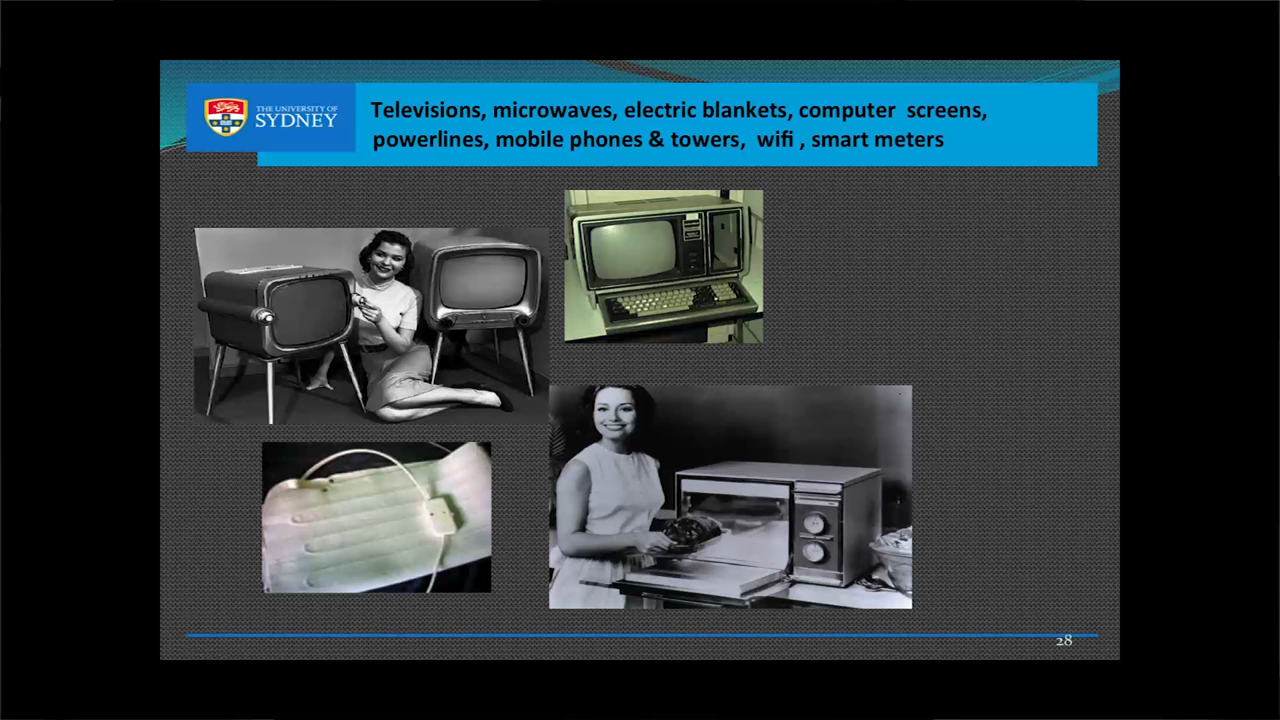 THE UNIVERSITY OF
SYDNEY
Televisions, microwaves, electric blankets, computer screens,
powerlines, mobile phones & towers, wifi , smart meters
28